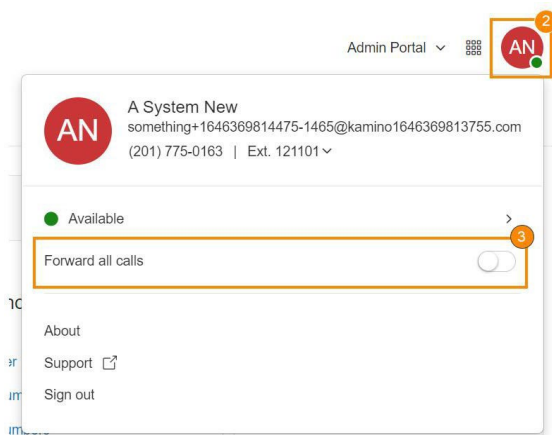 2
Admin Portal
AN
AN
A System New
something+1646369814475-1465@kamino1646369813755.com
(201) 775-0163 | Ext. 121101
Available
3
Forward all calls
About
Support
Sign out